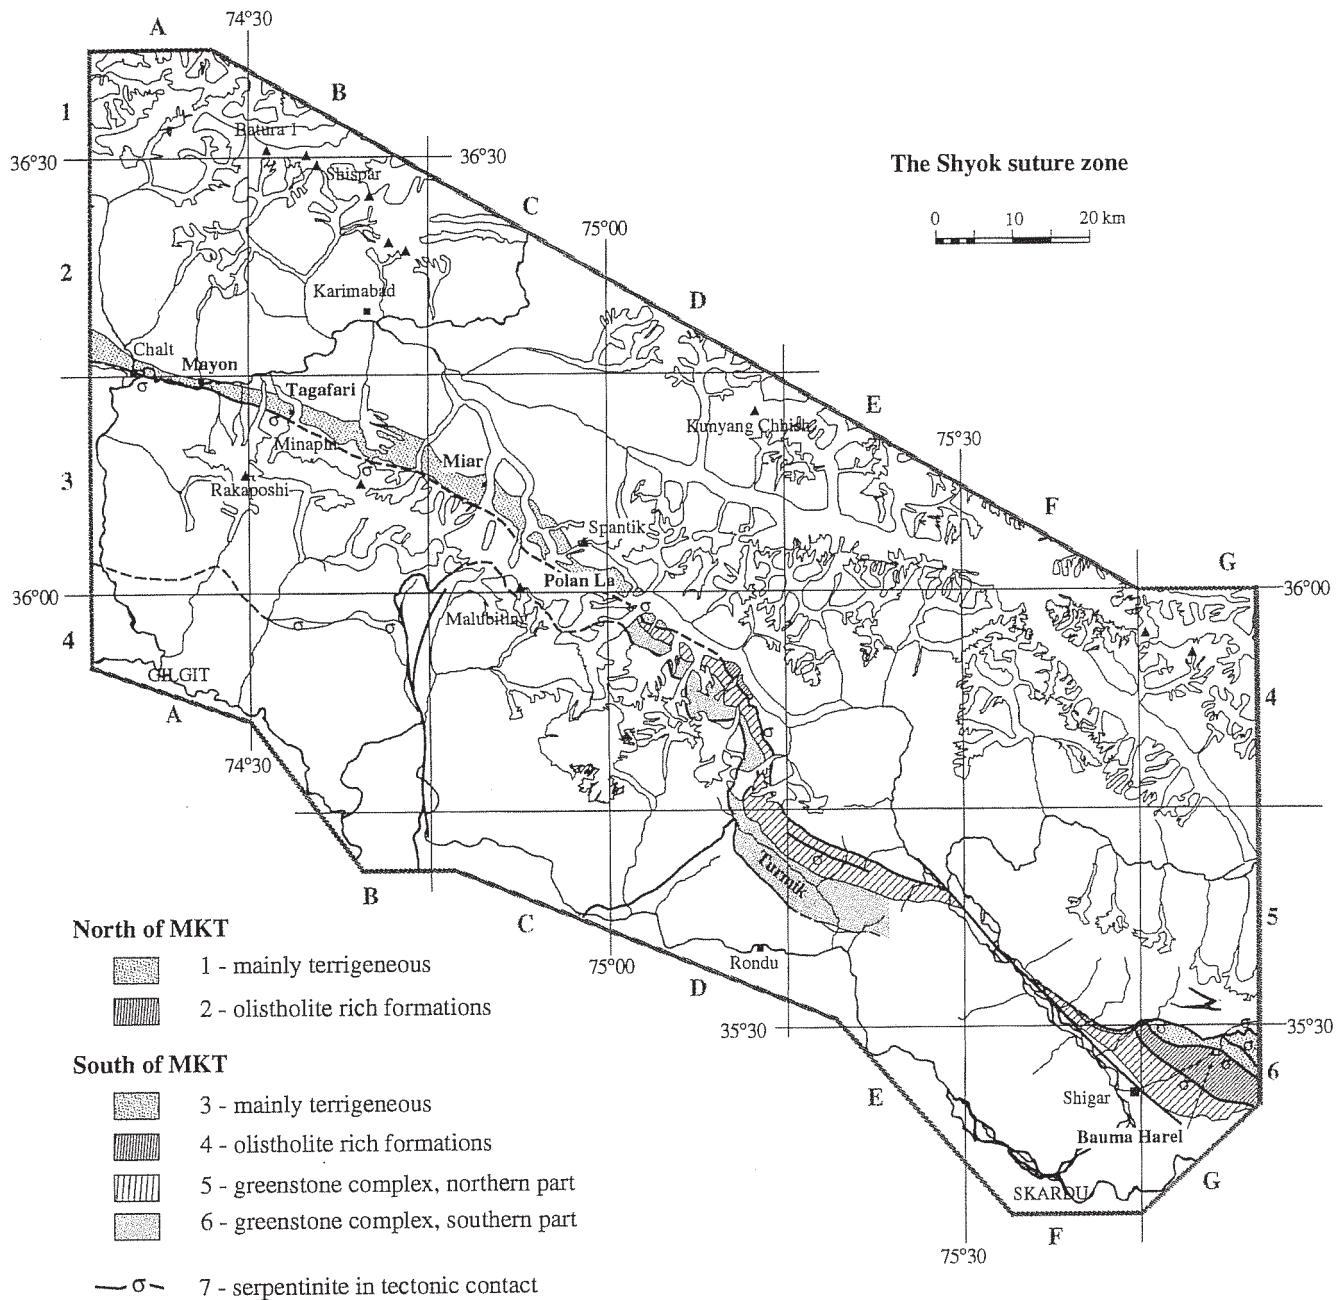 A
74°30
B
1
Batura 1
36°30
36°30
The Shyok suture zone
Shispar
C
0 10 20 km
75°00
2
Karimabad
D
Chalt
Mayon
Tagafari
E
Kunyang Chhish
75°30
σ
Minapin
Miar
3
Rakaposhi
F
Spantik
G
Polan La
36°00
36°00
Malubiting
4
GILGIT
4
A
74°30
Turmik
B
C
5
North of MKT
1 - mainly terrigeneous
75°00
Rondu
D
2 - olistholite rich formations
35°30
35°30
South of MKT
6
E
Shigar
3 - mainly terrigeneous
4 - olistholite rich formations
Bauma Harel
5 - greenstone complex, northern part
G
SKARDU
6 - greenstone complex, southern part
F
75°30
σ 7 - serpentinite in tectonic contact